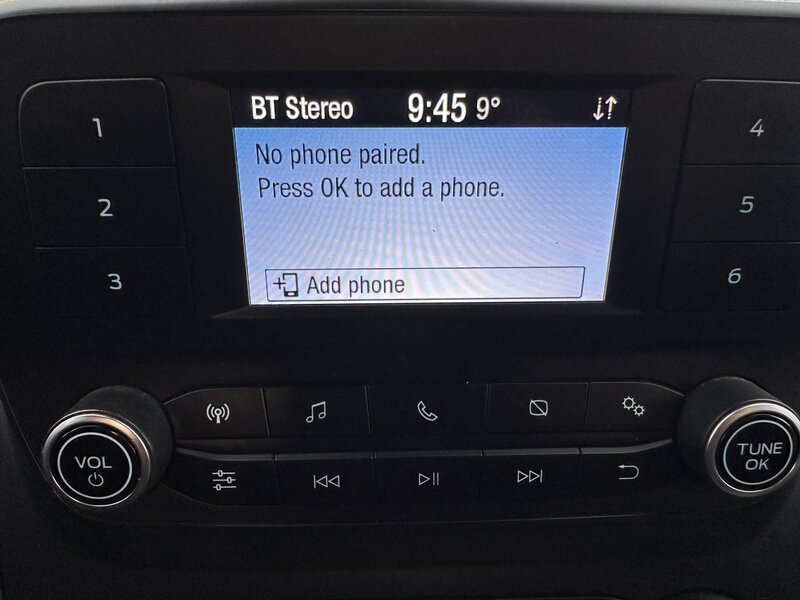 BT Stereo 9:45 9°
No phone paired.
Press OK to add a phone.
Add phone
1
2
3
4
5
6
VOL
TUNE
OK